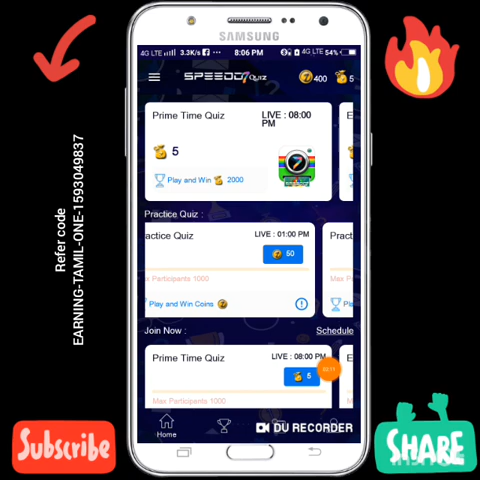 SAMSUNG
4G LTE 3.3K/s ... 8:06 PM 4G LTE 54%
SPEEDO7 QUIZ 400 5
Prime Time Quiz LIVE : 08:00 PM
5
Play and Win 2000
E
Practice Quiz :
actice Quiz LIVE : 01:00 PM
50
ax Participants 1000
Play and Win Coins
Pract
Max P
Pla
Join Now : Schedule
Prime Time Quiz LIVE : 08:00 PM
5
Max Participants 1000
E
Home
DU RECORDER
Refer code
EARNING-TAMIL-ONE-1593049837
Subscribe
SHARE